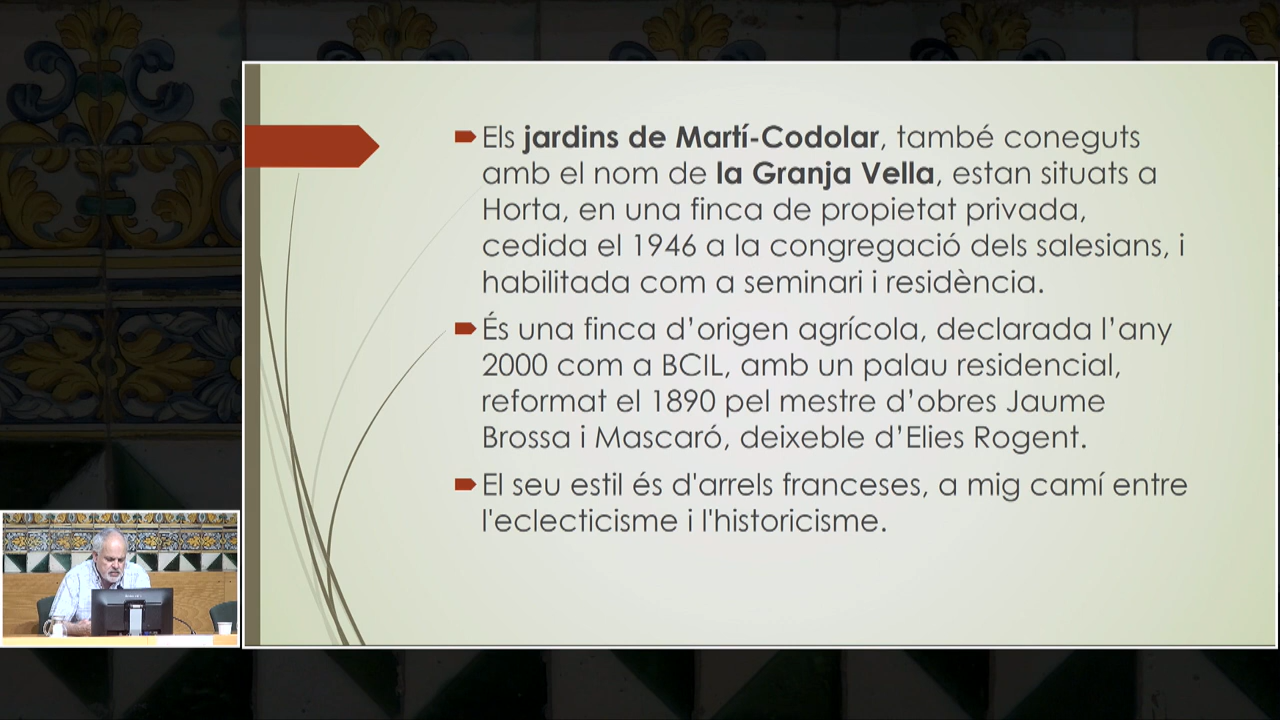 Els jardins de Martí-Codolar, també coneguts
amb el nom de la Granja Vella, estan situats a
Horta, en una finca de propietat privada,
cedida el 1946 a la congregació dels salesians, i
habilitada com a seminari i residència.
És una finca d’origen agrícola, declarada l’any
2000 com a BCIL, amb un palau residencial,
reformat el 1890 pel mestre d’obres Jaume
Brossa i Mascaró, deixeble d’Elies Rogent.
El seu estil és d'arrels franceses, a mig camí entre
l'eclecticisme i l'historicisme.